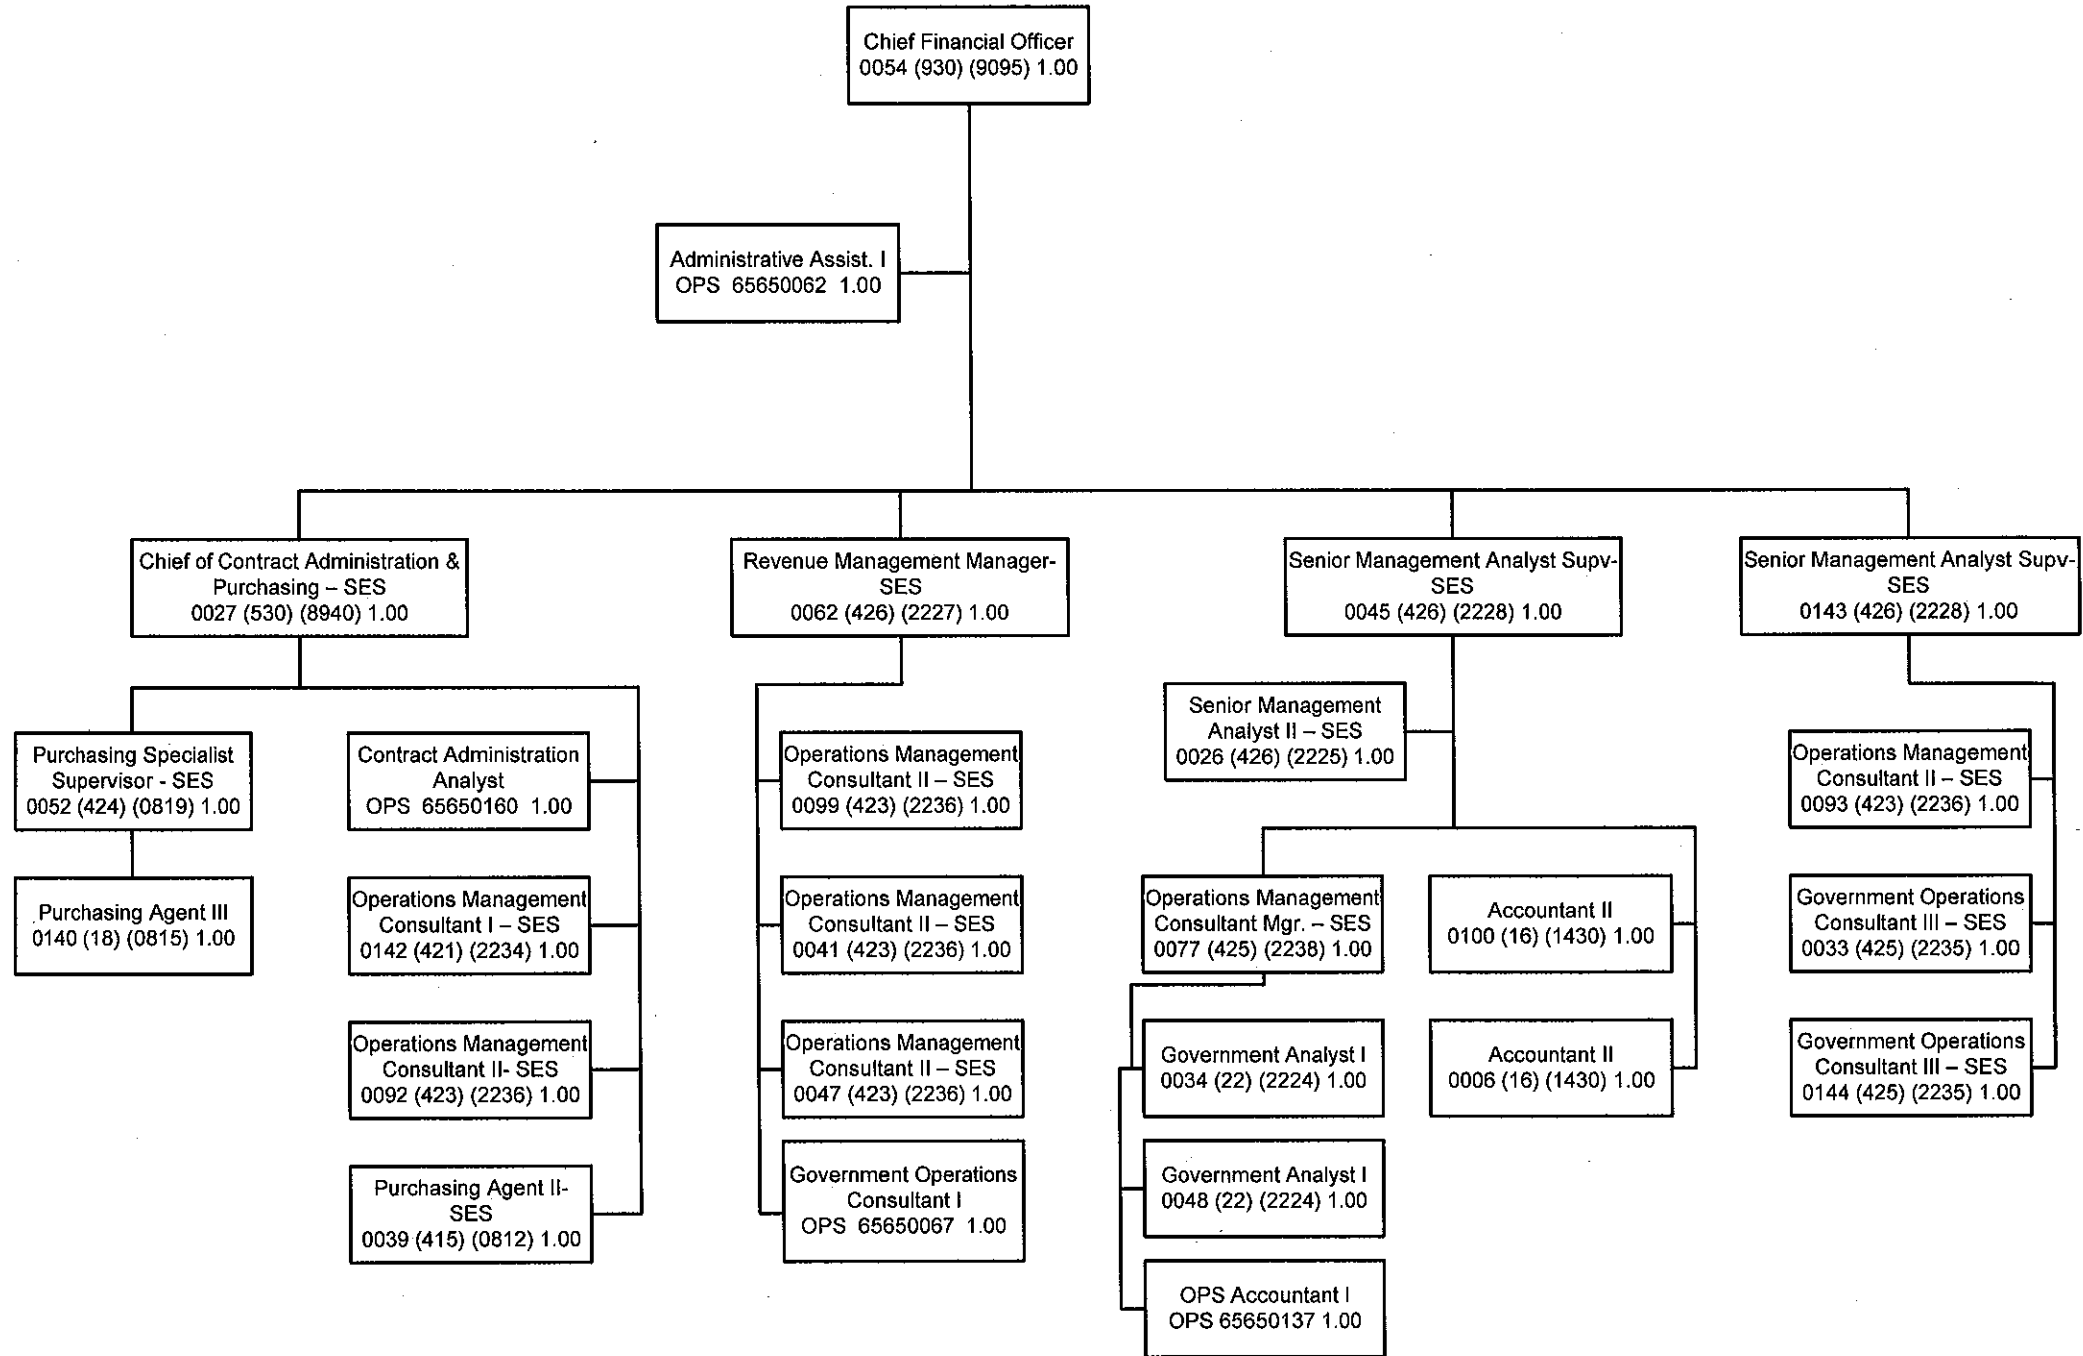 Chief Financial Officer
0054 (930) (9095) 1.00
Administrative Assist. I
OPS 65650062 1.00
Chief of Contract Administration &
Purchasing – SES
0027 (530) (8940) 1.00
Revenue Management Manager-
SES
0062 (426) (2227) 1.00
Senior Management Analyst Supv-
SES
0045 (426) (2228) 1.00
Senior Management Analyst Supv-
SES
0143 (426) (2228) 1.00
Purchasing Specialist
Supervisor - SES
0052 (424) (0819) 1.00
Purchasing Agent III
0140 (18) (0815) 1.00
Contract Administration
Analyst
OPS 65650160 1.00
Operations Management
Consultant I – SES
0142 (421) (2234) 1.00
Operations Management
Consultant II- SES
0092 (423) (2236) 1.00
Purchasing Agent II-
SES
0039 (415) (0812) 1.00
Operations Management
Consultant II – SES
0099 (423) (2236) 1.00
Operations Management
Consultant II – SES
0041 (423) (2236) 1.00
Operations Management
Consultant II – SES
0047 (423) (2236) 1.00
Government Operations
Consultant I
OPS 65650067 1.00
Senior Management
Analyst II – SES
0026 (426) (2225) 1.00
Operations Management
Consultant Mgr. – SES
0077 (425) (2238) 1.00
Government Analyst I
0034 (22) (2224) 1.00
Government Analyst I
0048 (22) (2224) 1.00
OPS Accountant I
OPS 65650137 1.00
Accountant II
0100 (16) (1430) 1.00
Accountant II
0006 (16) (1430) 1.00
Operations Management
Consultant II – SES
0093 (423) (2236) 1.00
Government Operations
Consultant III – SES
0033 (425) (2235) 1.00
Government Operations
Consultant III – SES
0144 (425) (2235) 1.00